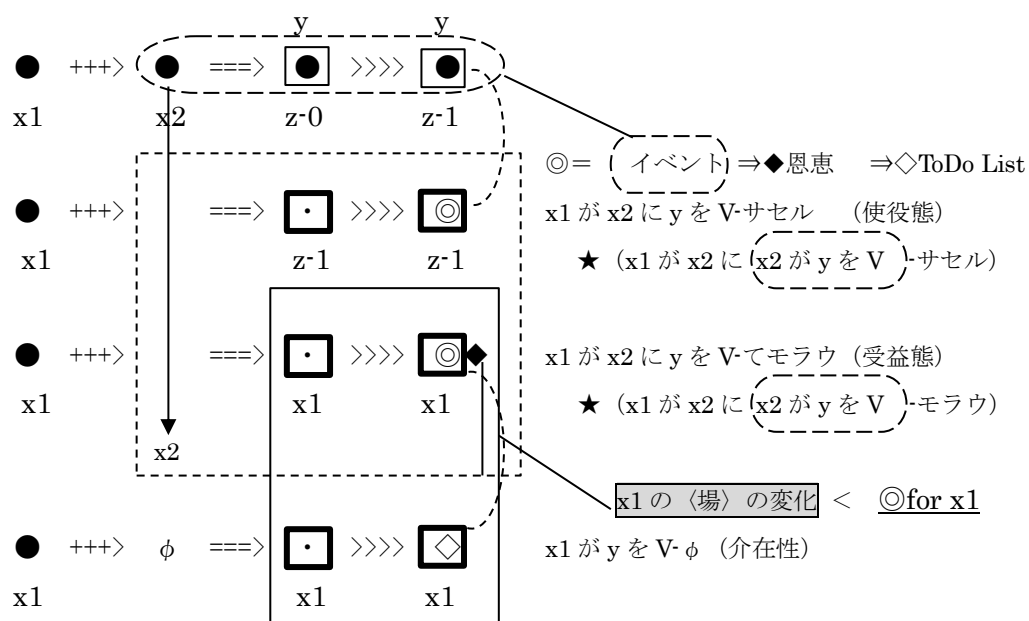 y y
● +++> ● ===> ● >>>> ●
x1 x2 z-0 z-1
◎= イベント ⇒◆恩恵 ⇒◇ToDo List
● +++> ===> ・ >>>> ◎ x1 が x2 に y を V-サセル （使役態）
x1 z-1 z-1 ★（x1 が x2 に x2 が y を V -サセル）
● +++> ===> ・ >>>> ◎◆ x1 が x2 に y を V-てモラウ（受益態）
x1 x1 x1 ★（x1 が x2 に x2 が y を V -モラウ）
x2
x1 の〈場〉の変化 < ◎for x1
● +++> φ ===> ・ >>>> ◇ x1 が y を V-φ（介在性）
x1 x1 x1